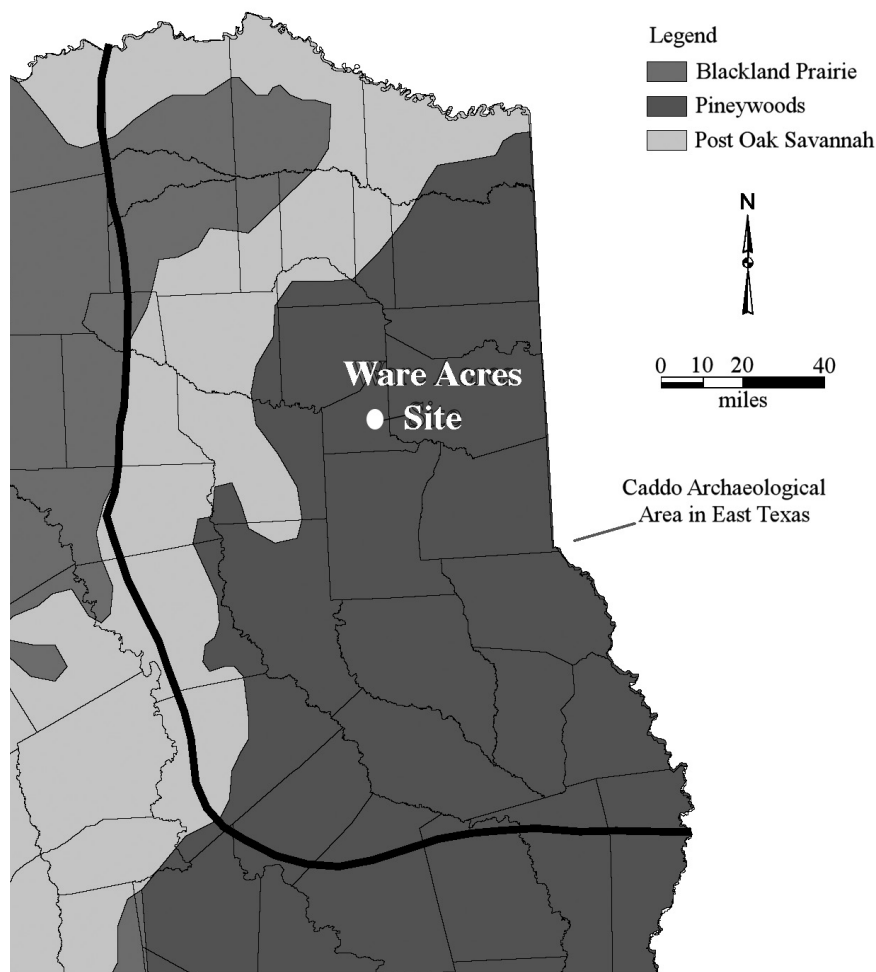 Legend
Blackland Prairie
Pineywoods
Post Oak Savannah
N
0 10 20 40
miles
Ware Acres
Site
Caddo Archaeological
Area in East Texas